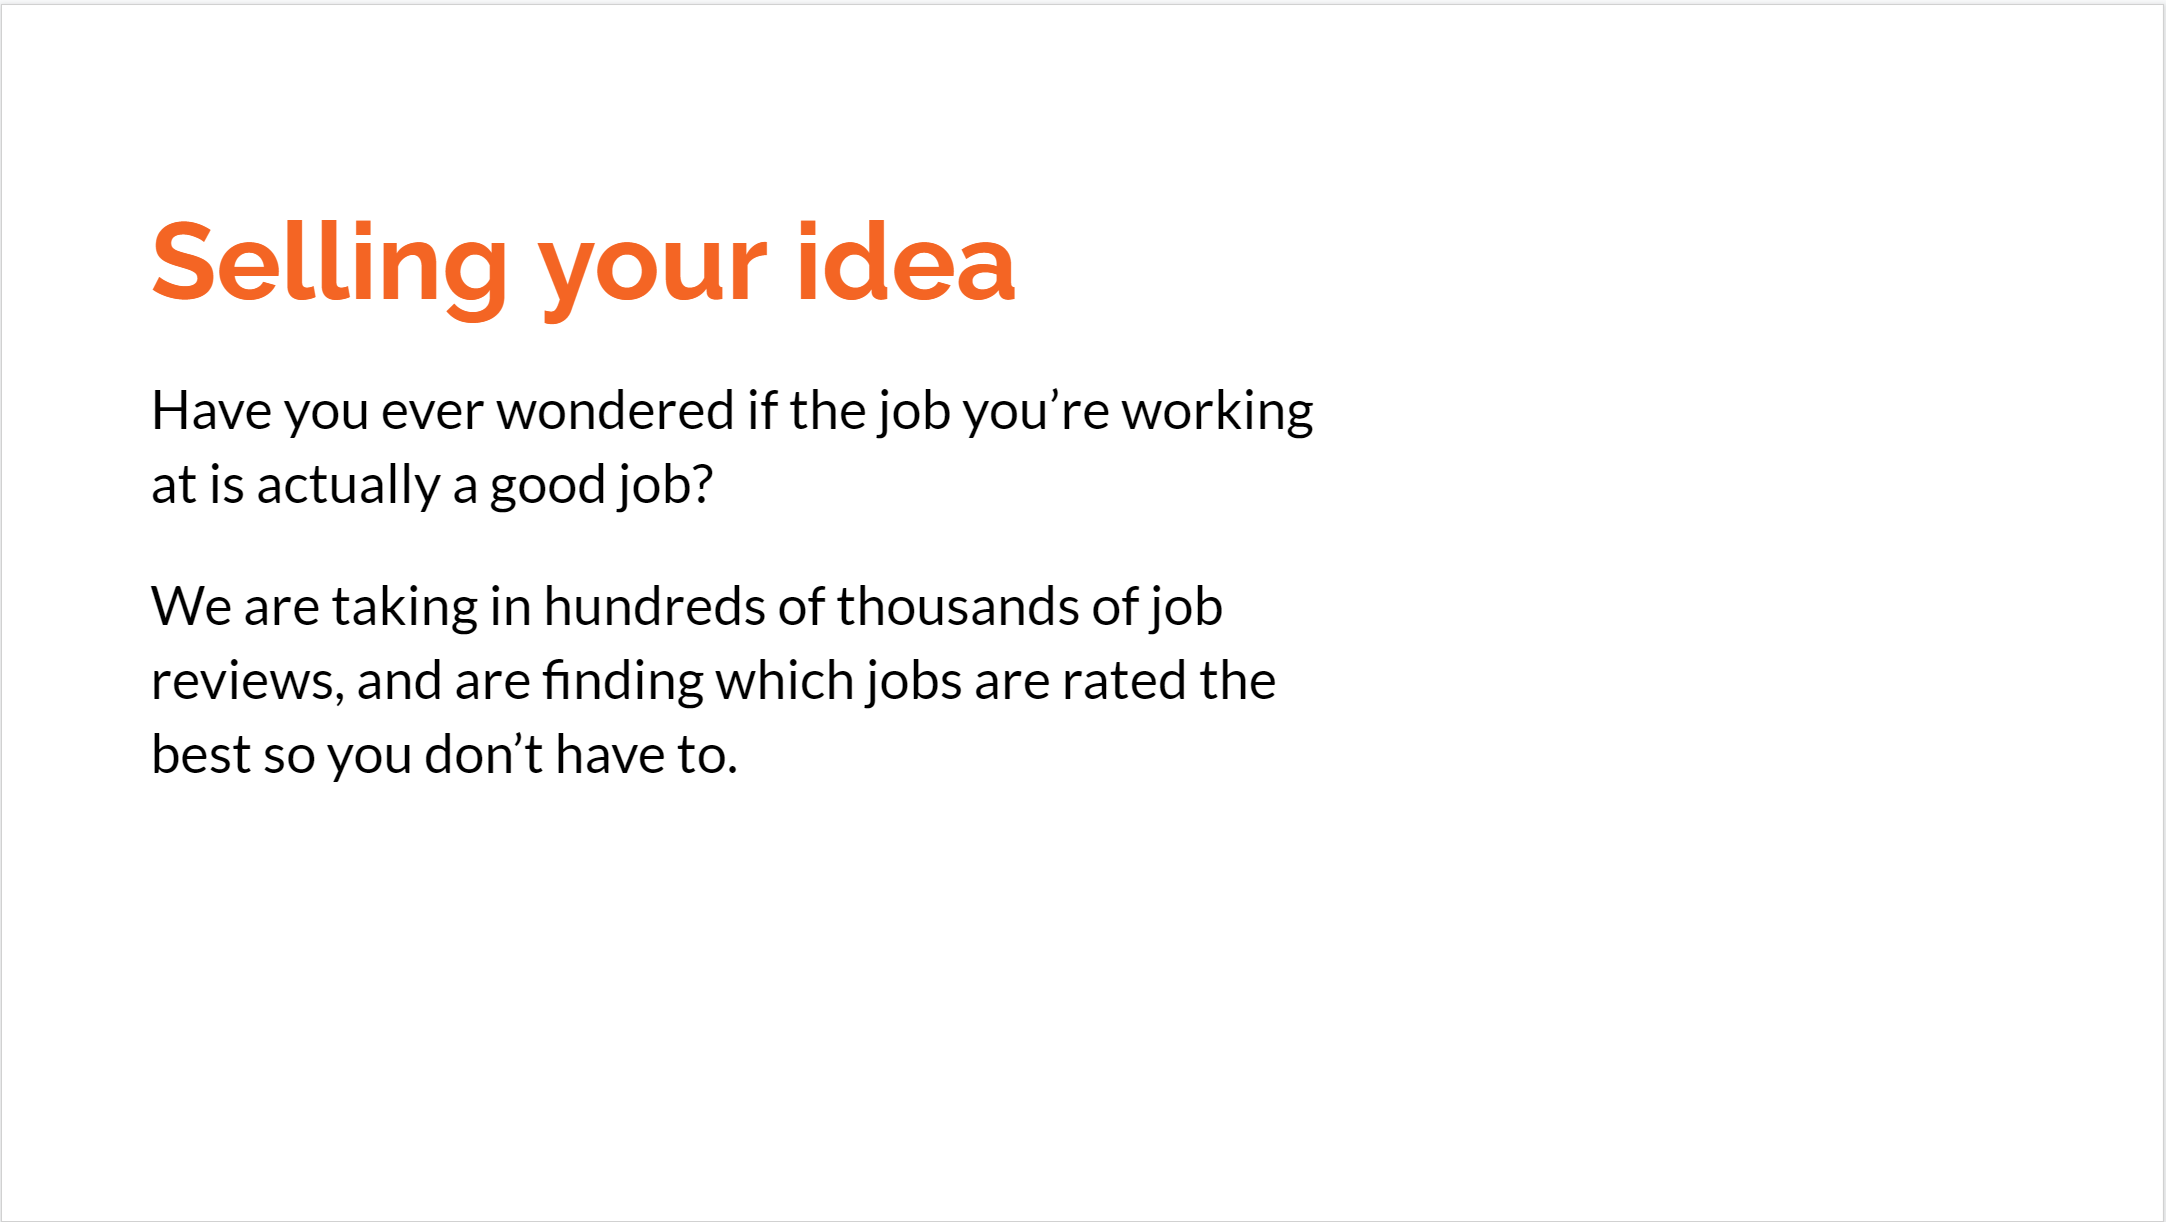 Selling your idea
Have you ever wondered if the job you’re working
at is actually a good job?
We are taking in hundreds of thousands of job
reviews, and are finding which jobs are rated the
best so you don’t have to.